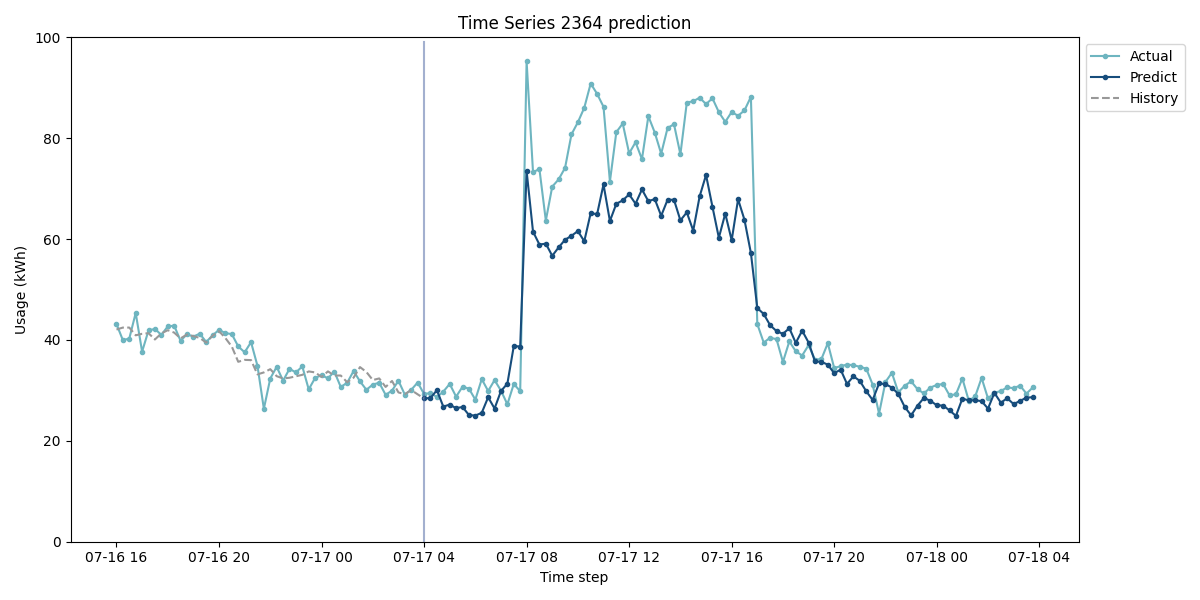 Time Series 2364 prediction
100
80
60
40
20
0
Usage (kWh)
07-16 16
07-16 20
07-17 00
07-17 04
07-17 08
07-17 12
07-17 16
07-17 20
07-18 00
07-18 04
Time step
Actual
Predict
History